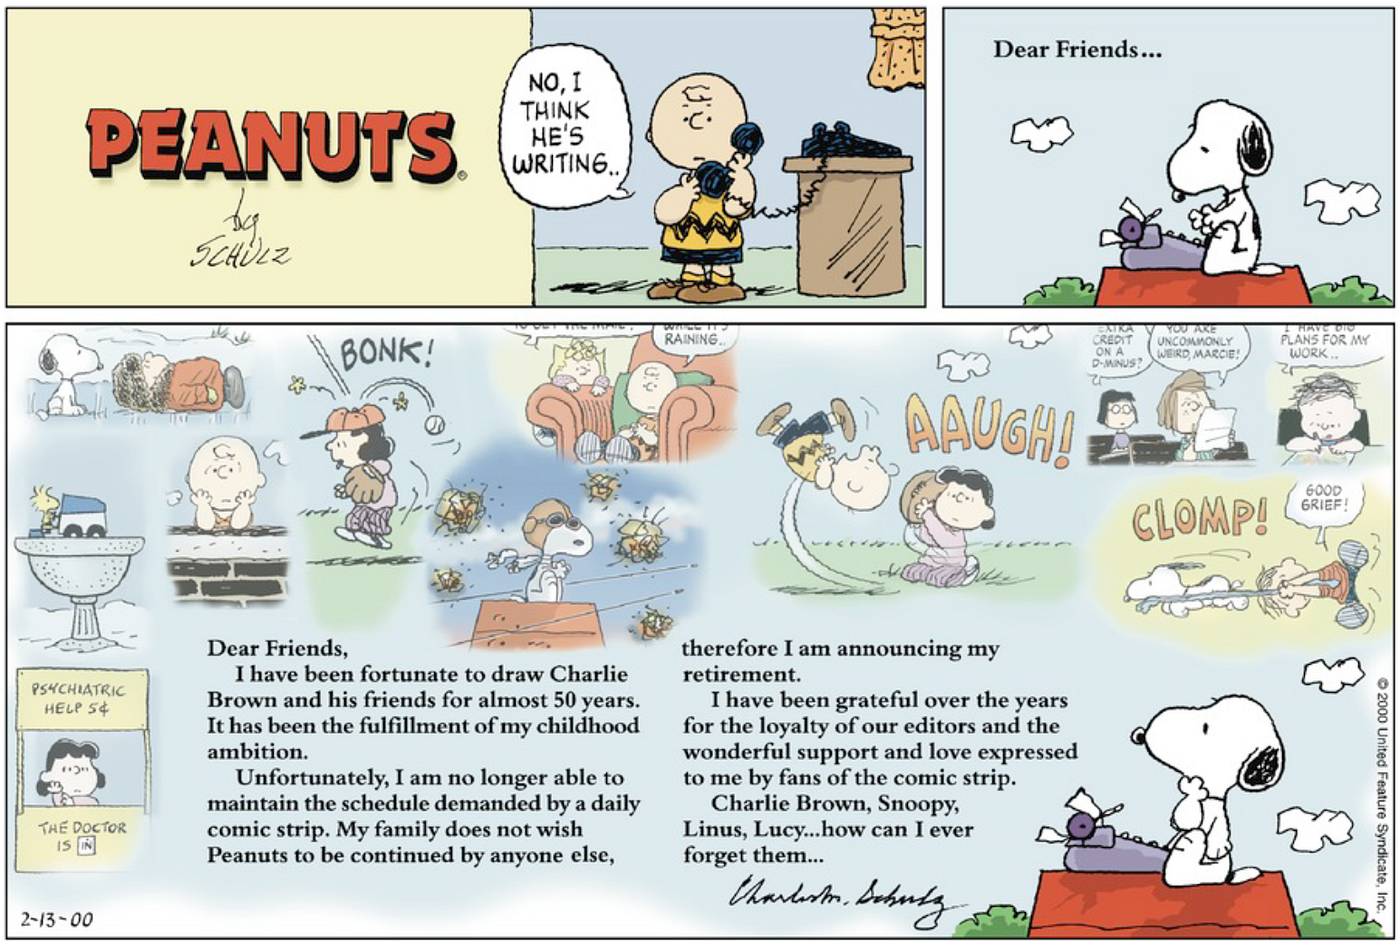 PEANUTS®
by
SCHULZ
NO, I
THINK
HE'S
WRITING..
Dear Friends...
BONK!
RAINING..
AAUGH!
EXTRA
CREDIT
ON A
D-MINUS?
YOU ARE
UNCOMMONLY
WEIRD, MARCIE!
I HAVE BIG
PLANS FOR MY
WORK..
CLOMP!
GOOD
GRIEF!
PSYCHIATRIC
HELP 5¢
THE DOCTOR
IS IN
Dear Friends,
I have been fortunate to draw Charlie
Brown and his friends for almost 50 years.
It has been the fulfillment of my childhood
ambition.
Unfortunately, I am no longer able to
maintain the schedule demanded by a daily
comic strip. My family does not wish
Peanuts to be continued by anyone else,
therefore I am announcing my
retirement.
I have been grateful over the years
for the loyalty of our editors and the
wonderful support and love expressed
to me by fans of the comic strip.
Charlie Brown, Snoopy,
Linus, Lucy...how can I ever
forget them...
Charles M. Schulz
2-13-00
© 2000 United Feature Syndicate, Inc.